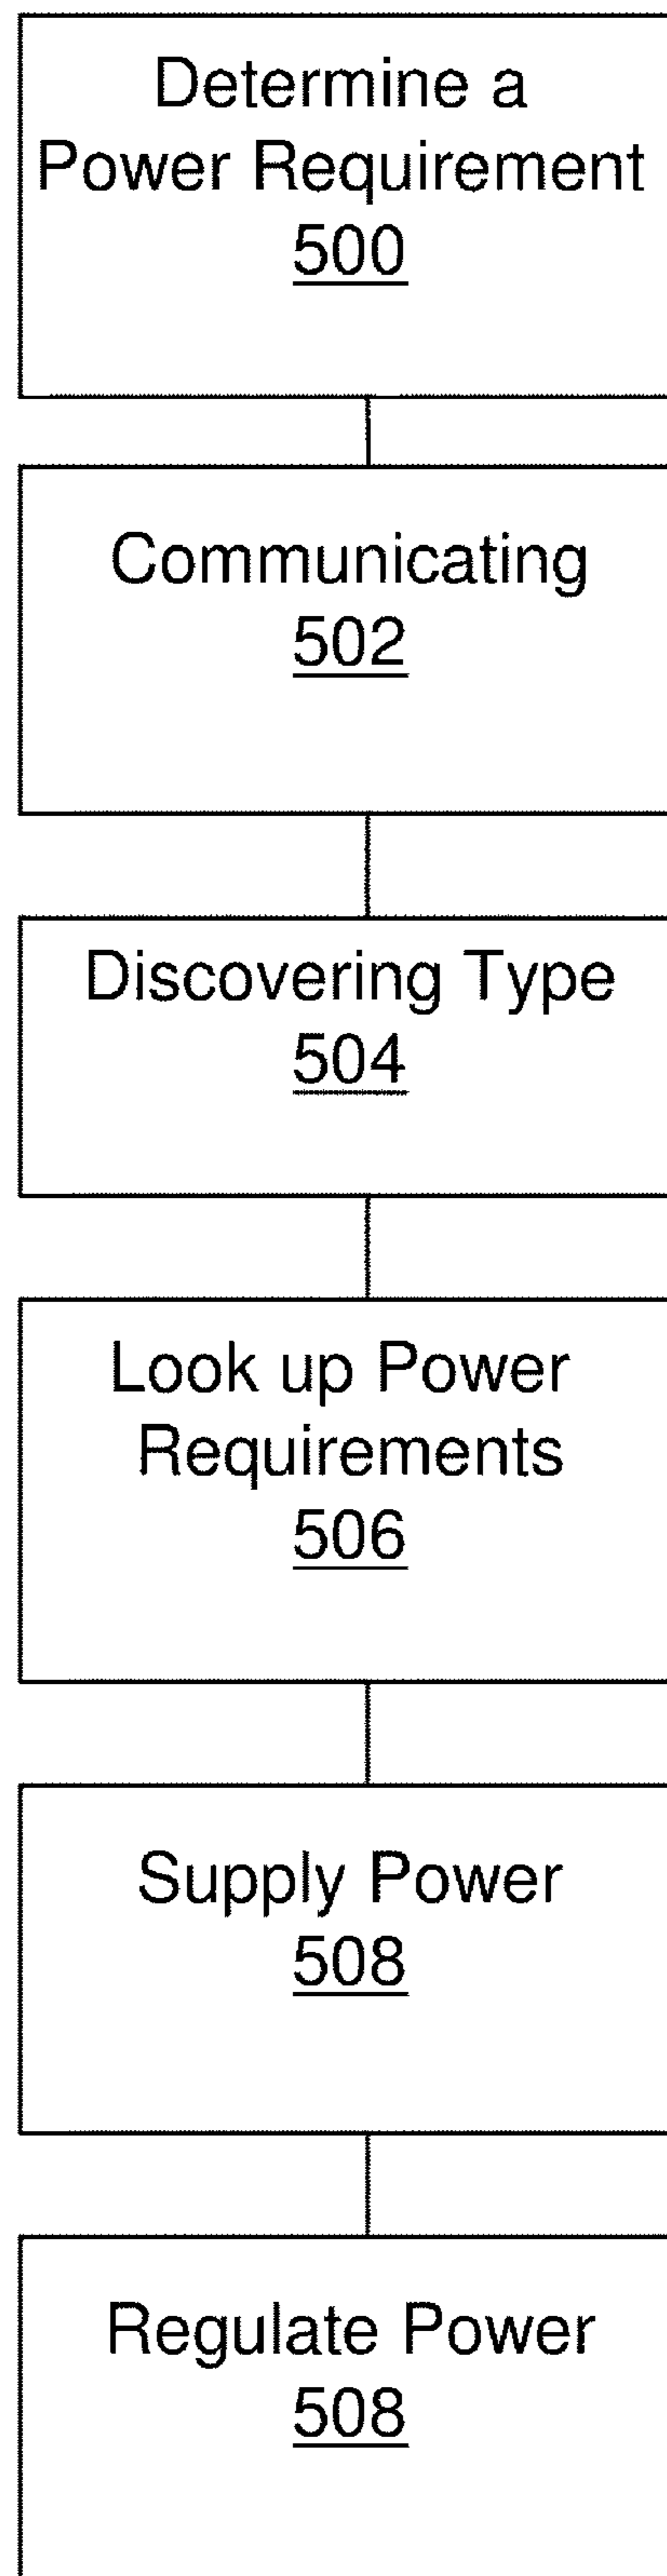 Determine a
Power Requirement
500
Communicating
502
Discovering Type
504
Look up Power
Requirements
506
Supply Power
508
Regulate Power
508